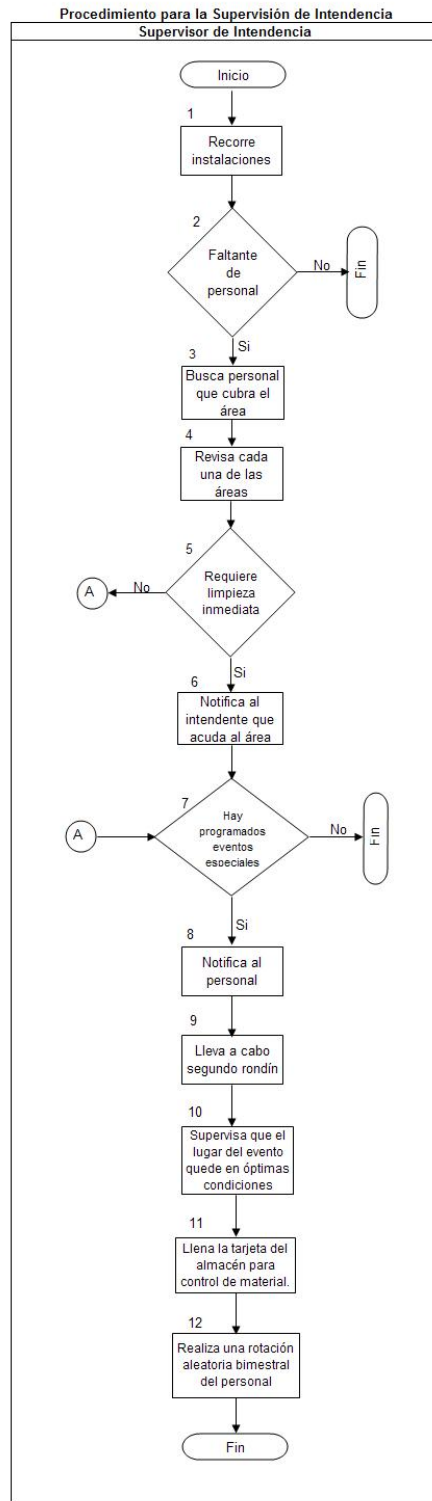 Procedimiento para la Supervisión de Intendencia
Supervisor de Intendencia
Inicio
1
Recorre
instalaciones
2
Faltante
de
personal
No
Fin
Si
3
Busca personal
que cubra el
área
4
Revisa cada
una de las
áreas
5
Requiere
limpieza
inmediata
No
A
Si
6
Notifica al
intendente que
acuda al área
7
Hay
programados
eventos
especiales
A
No
Fin
Si
8
Notifica al
personal
9
Lleva a cabo
segundo rondín
10
Supervisa que el
lugar del evento
quede en óptimas
condiciones
11
Llena la tarjeta del
almacén para
control de material.
12
Realiza una rotación
aleatoria bimestral
del personal
Fin